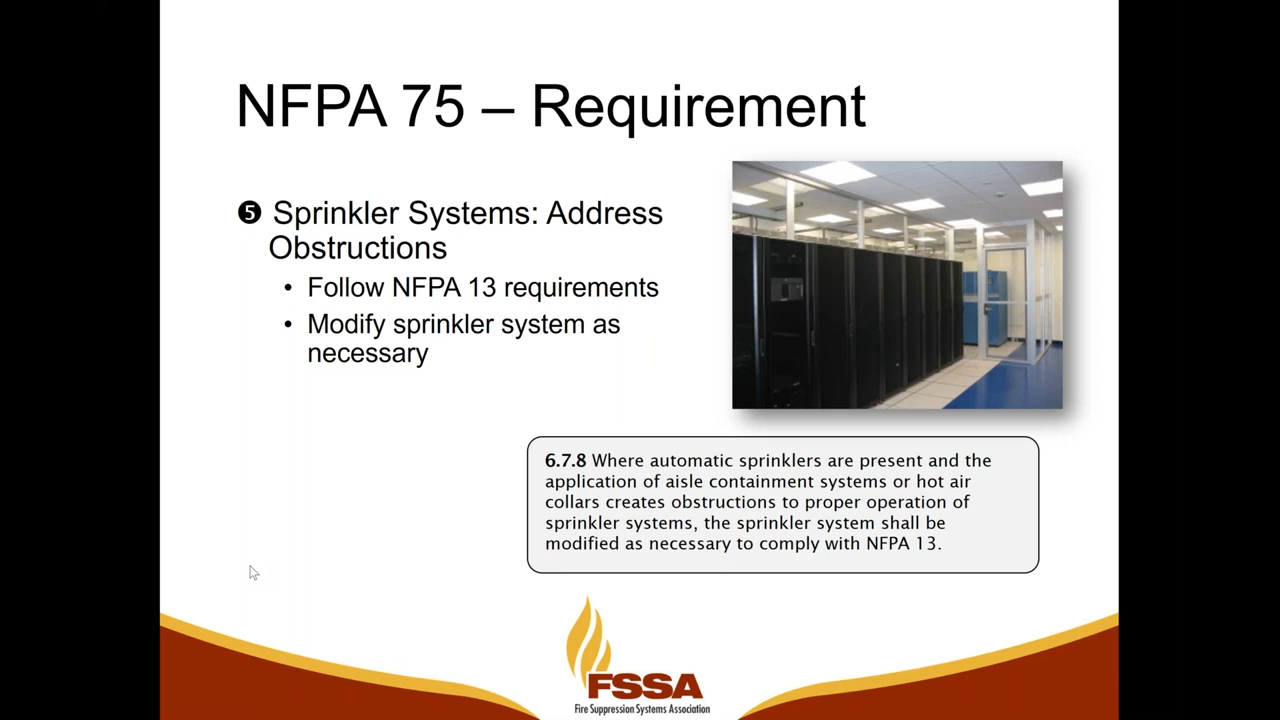 NFPA 75 – Requirement
❺ Sprinkler Systems: Address
Obstructions
• Follow NFPA 13 requirements
• Modify sprinkler system as
necessary
6.7.8 Where automatic sprinklers are present and the
application of aisle containment systems or hot air
collars creates obstructions to proper operation of
sprinkler systems, the sprinkler system shall be
modified as necessary to comply with NFPA 13.
FSSA
Fire Suppression Systems Association